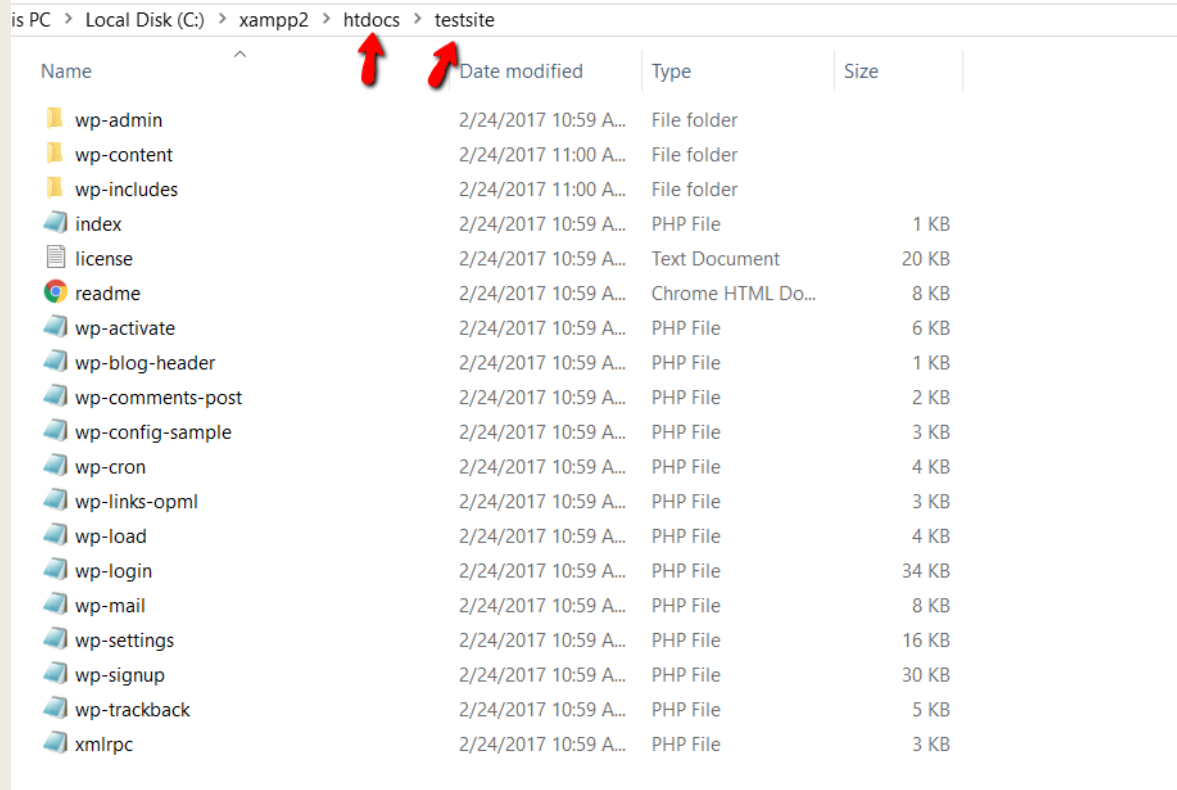 is PC > Local Disk (C:) > xampp2 > htdocs > testsite
Name Date modified Type Size
wp-admin 2/24/2017 10:59 A... File folder
wp-content 2/24/2017 11:00 A... File folder
wp-includes 2/24/2017 11:00 A... File folder
index 2/24/2017 10:59 A... PHP File 1 KB
license 2/24/2017 10:59 A... Text Document 20 KB
readme 2/24/2017 10:59 A... Chrome HTML Do... 8 KB
wp-activate 2/24/2017 10:59 A... PHP File 6 KB
wp-blog-header 2/24/2017 10:59 A... PHP File 1 KB
wp-comments-post 2/24/2017 10:59 A... PHP File 2 KB
wp-config-sample 2/24/2017 10:59 A... PHP File 3 KB
wp-cron 2/24/2017 10:59 A... PHP File 4 KB
wp-links-opml 2/24/2017 10:59 A... PHP File 3 KB
wp-load 2/24/2017 10:59 A... PHP File 4 KB
wp-login 2/24/2017 10:59 A... PHP File 34 KB
wp-mail 2/24/2017 10:59 A... PHP File 8 KB
wp-settings 2/24/2017 10:59 A... PHP File 16 KB
wp-signup 2/24/2017 10:59 A... PHP File 30 KB
wp-trackback 2/24/2017 10:59 A... PHP File 5 KB
xmlrpc 2/24/2017 10:59 A... PHP File 3 KB